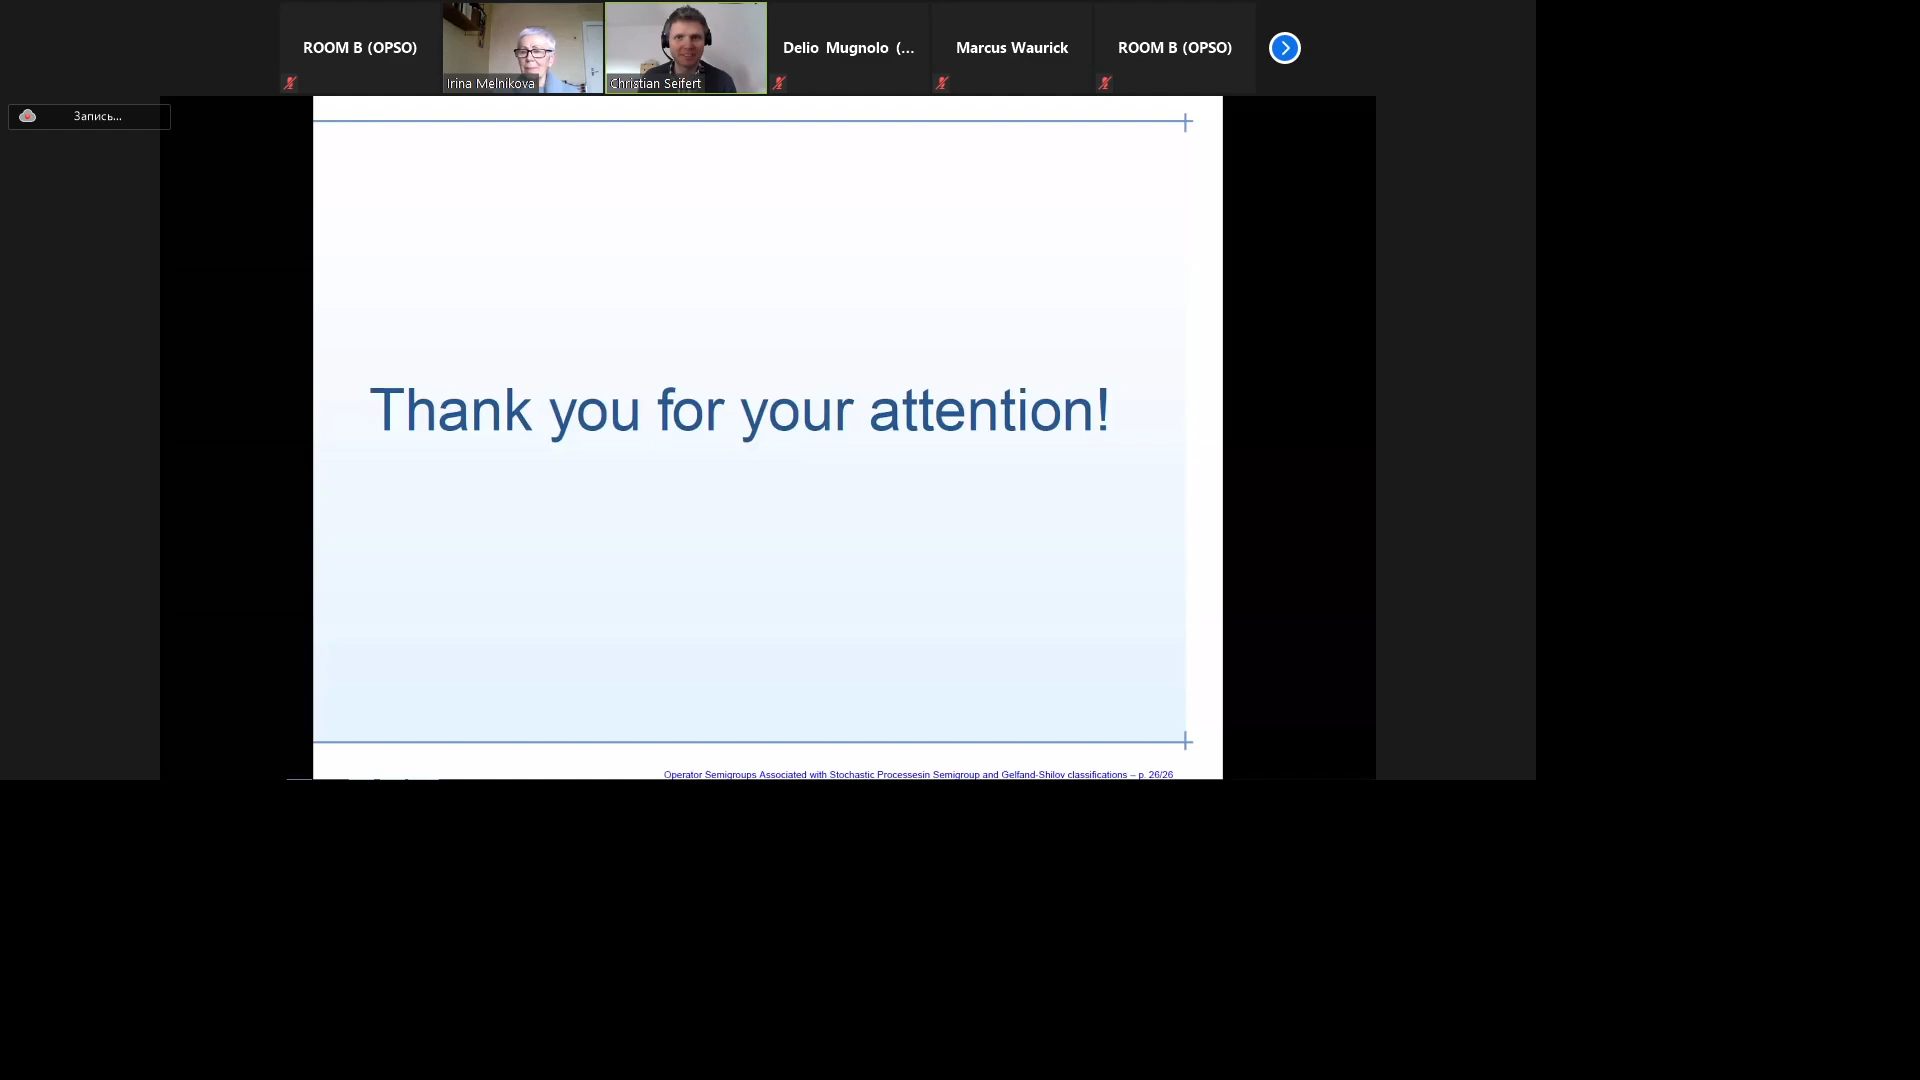 ROOM B (OPSO)
Irina Melnikova
Christian Seifert
Delio Mugnolo (...
Marcus Waurick
ROOM B (OPSO)
Запись...
Thank you for your attention!
Operator Semigroups Associated with Stochastic Processesin Semigroup and Gelfand-Shilov classifications – p. 26/26